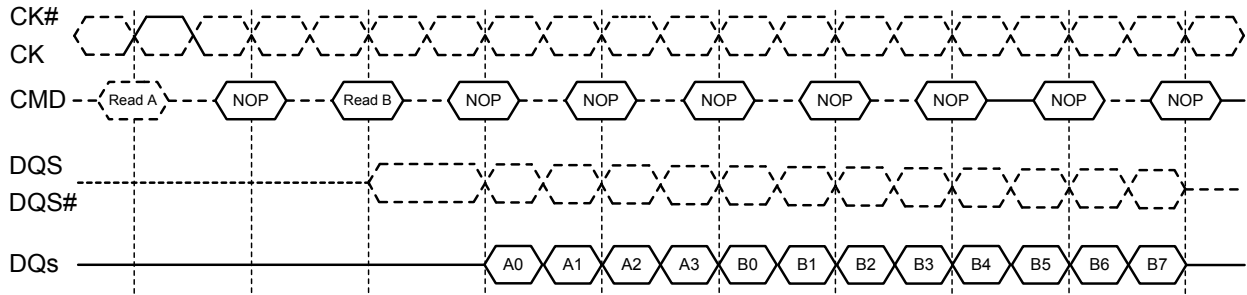 CK#
CK
CMD Read A NOP Read B NOP NOP NOP NOP NOP NOP NOP
DQS
DQS#
DQs A0 A1 A2 A3 B0 B1 B2 B3 B4 B5 B6 B7